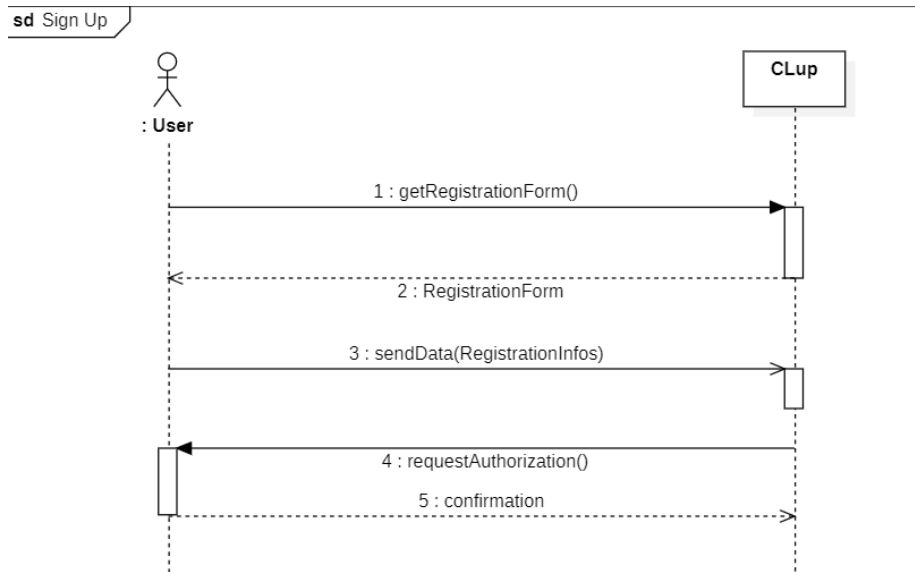 sd Sign Up
CLup
: User
1 : getRegistrationForm()
2 : RegistrationForm
3 : sendData(RegistrationInfos)
4 : requestAuthorization()
5 : confirmation